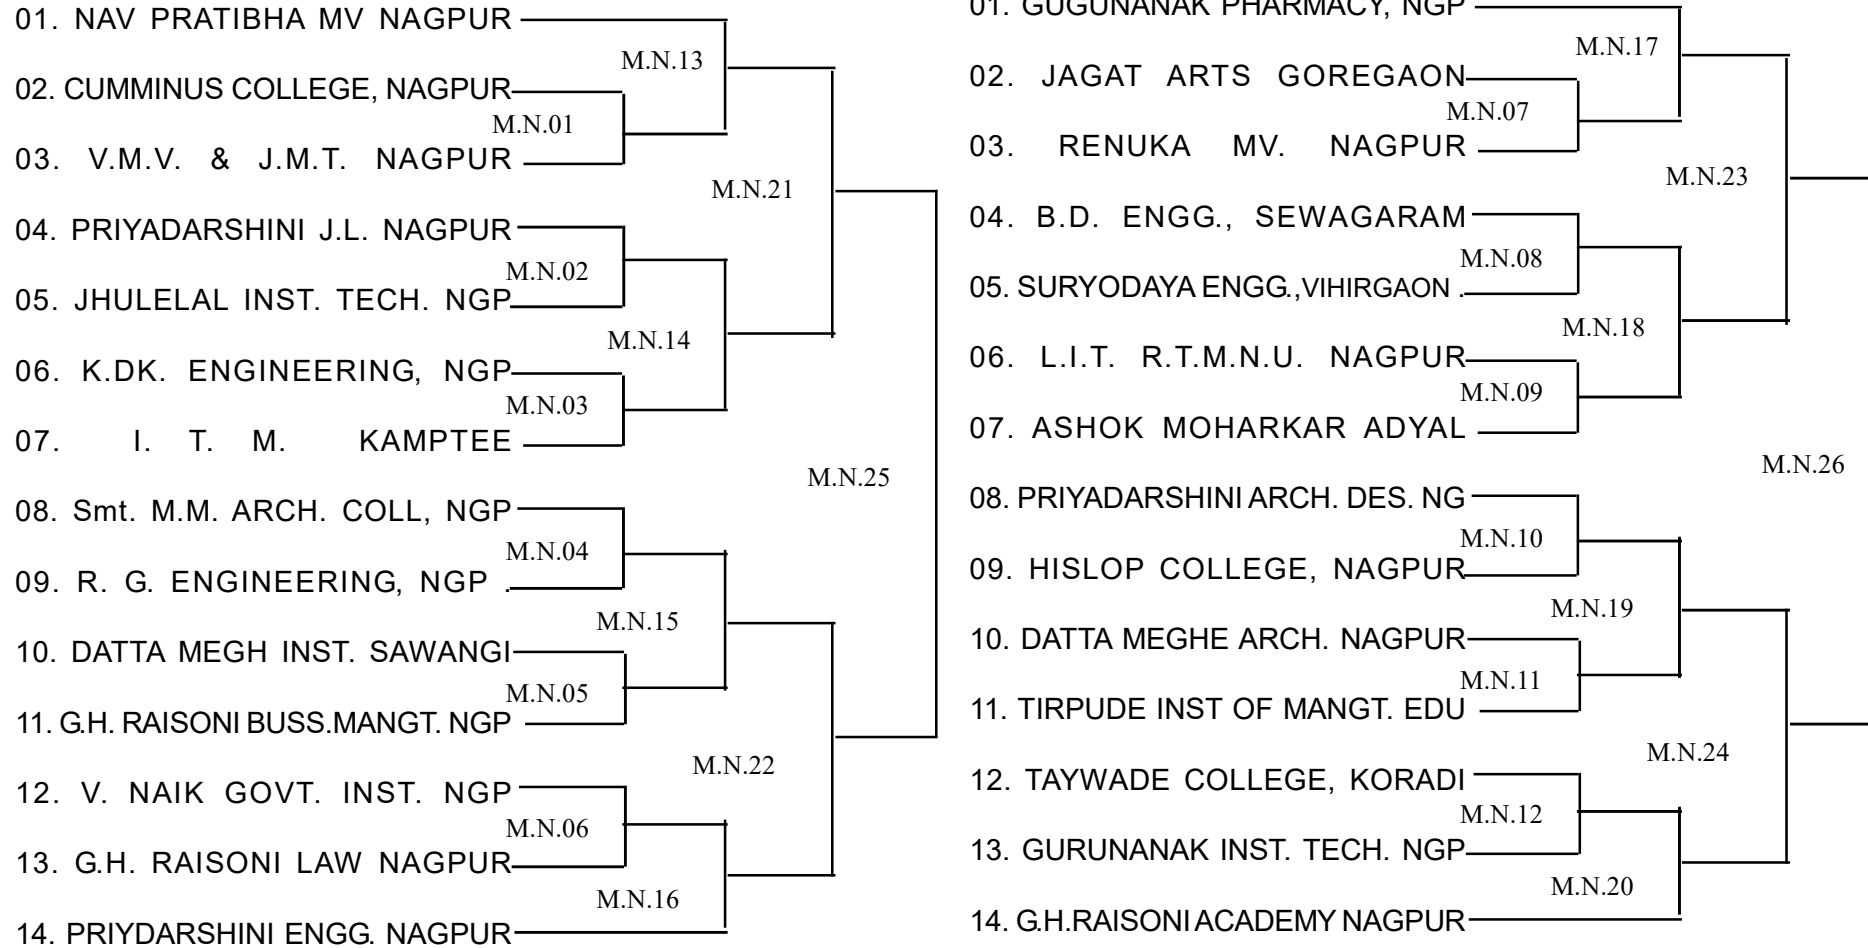 01. NAV PRATIBHA MV NAGPUR
M.N.13
02. CUMMINUS COLLEGE, NAGPUR
M.N.01
03. V.M.V. & J.M.T. NAGPUR
M.N.21
04. PRIYADARSHINI J.L. NAGPUR
M.N.02
05. JHULELAL INST. TECH. NGP
M.N.14
06. K.DK. ENGINEERING, NGP
M.N.03
07. I. T. M. KAMPTEE
M.N.25
08. Smt. M.M. ARCH. COLL, NGP
M.N.04
09. R. G. ENGINEERING, NGP .
M.N.15
10. DATTA MEGH INST. SAWANGI
M.N.05
11. G.H. RAISONI BUSS.MANGT. NGP
M.N.22
12. V. NAIK GOVT. INST. NGP
M.N.06
13. G.H. RAISONI LAW NAGPUR
M.N.16
14. PRIYDARSHINI ENGG. NAGPUR
01. GUGUNANAK PHARMACY, NGP
M.N.17
02. JAGAT ARTS GOREGAON
M.N.07
03. RENUKA MV. NAGPUR
M.N.23
04. B.D. ENGG., SEWAGARAM
M.N.08
05. SURYODAYA ENGG.,VIHIRGAON .
M.N.18
06. L.I.T. R.T.M.N.U. NAGPUR
M.N.09
07. ASHOK MOHARKAR ADYAL
M.N.26
08. PRIYADARSHINI ARCH. DES. NG
M.N.10
09. HISLOP COLLEGE, NAGPUR
M.N.19
10. DATTA MEGHE ARCH. NAGPUR
M.N.11
11. TIRPUDE INST OF MANGT. EDU
M.N.24
12. TAYWADE COLLEGE, KORADI
M.N.12
13. GURUNANAK INST. TECH. NGP
M.N.20
14. G.H.RAISONI ACADEMY NAGPUR